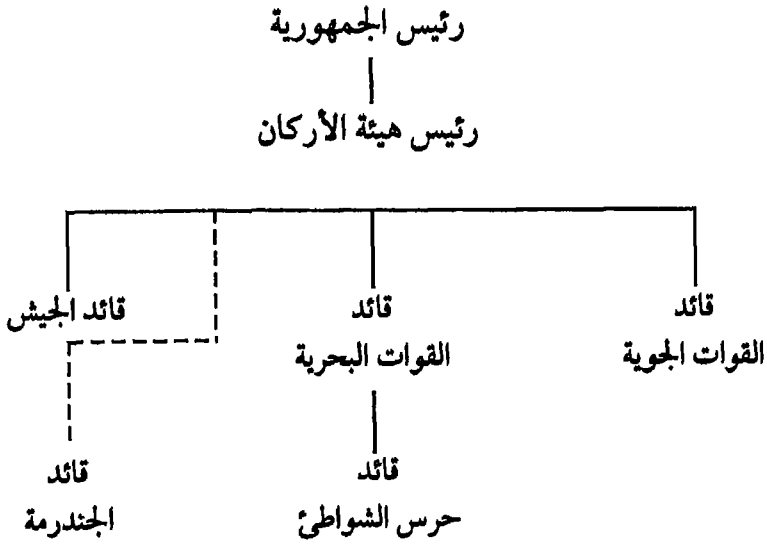 رئيس الجمهورية
رئيس هيئة الأركان
قائد
القوات الجوية
قائد
القوات البحرية
قائد الجيش
قائد
حرس الشواطئ
قائد
الجندرمة